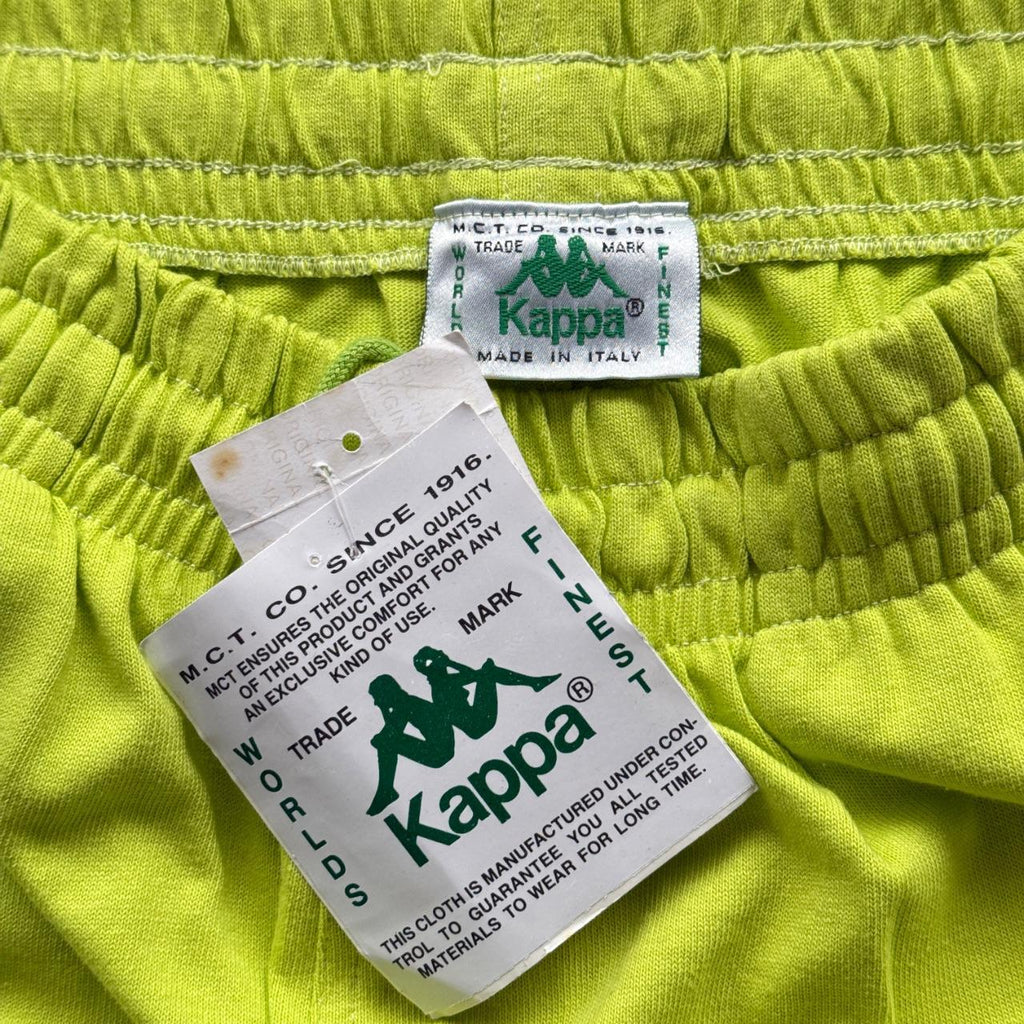 M.C.T. CO. SINCE 1916.
TRADE MARK
WORLD
FINEST
Kappa®
MADE IN ITALY
M.C.T. CO. SINCE 1916.
MCT ENSURES THE ORIGINAL QUALITY
OF THIS PRODUCT AND GRANTS
AN EXCLUSIVE COMFORT FOR ANY
KIND OF USE.
TRADE MARK
WORLDS
FINEST
Kappa®
THIS CLOTH IS MANUFACTURED UNDER CON-
TROL TO GUARANTEE YOU ALL TESTED
MATERIALS TO WEAR FOR LONG TIME.